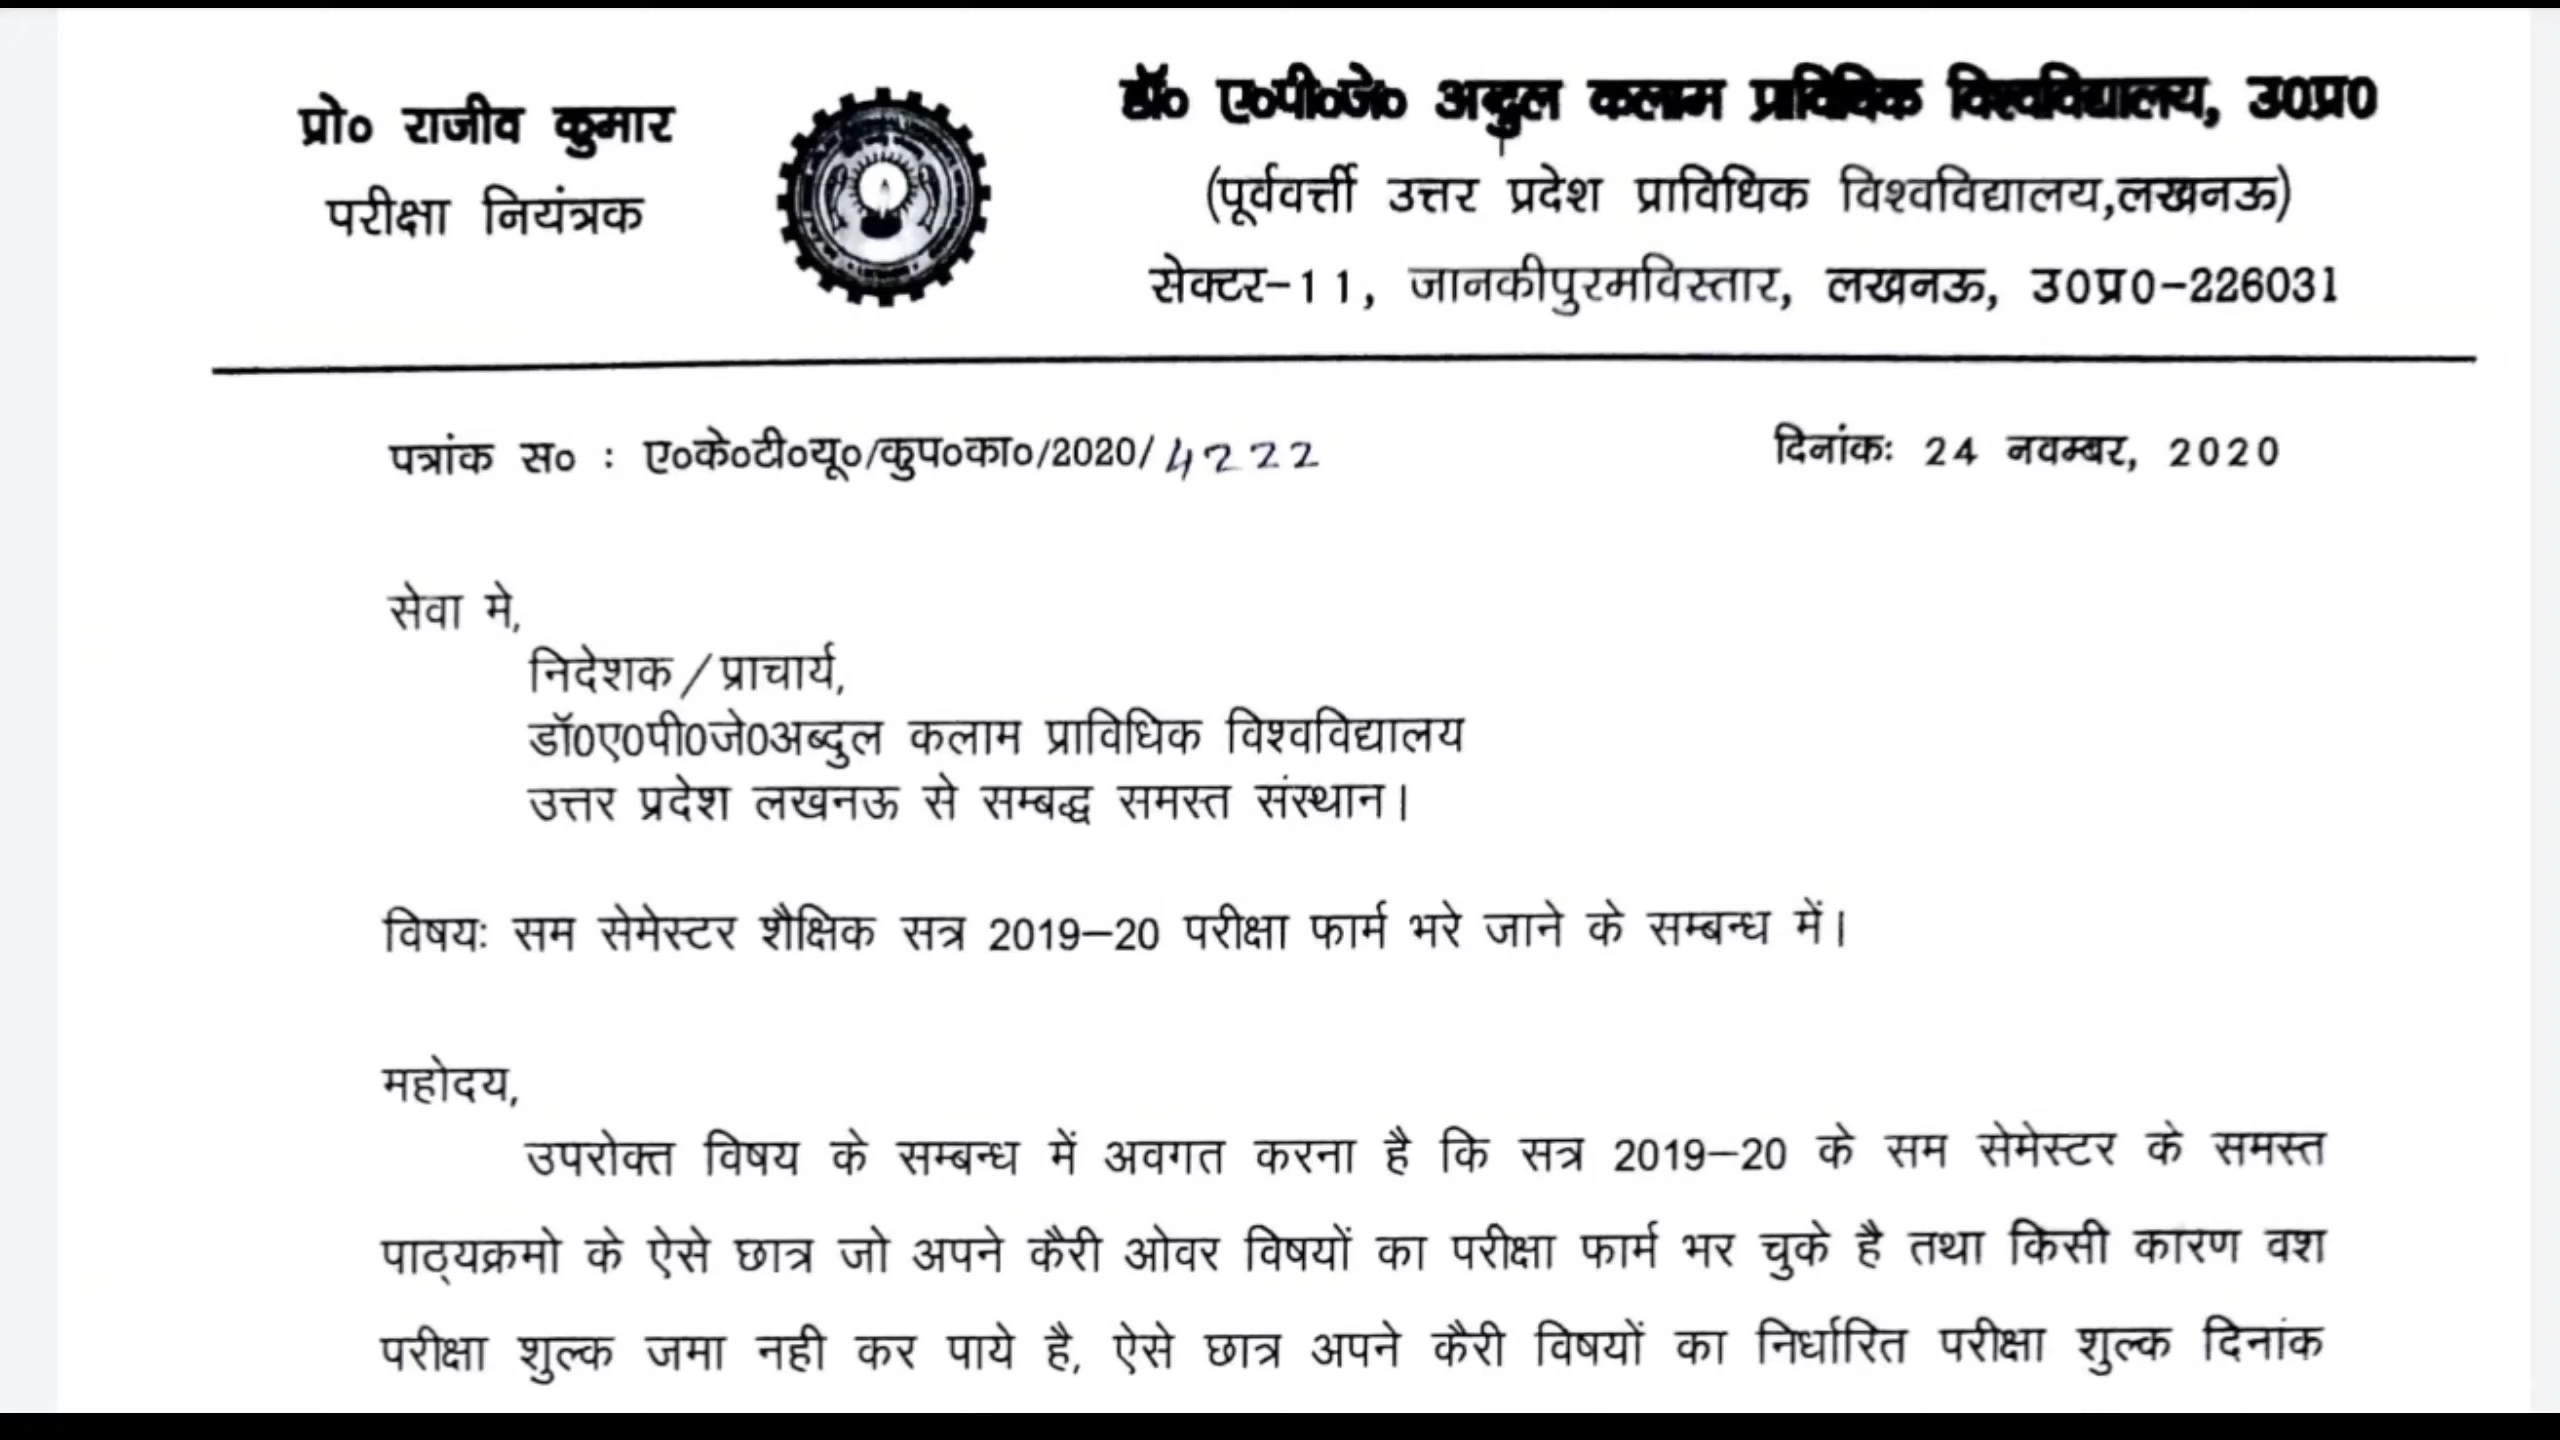 प्रो० राजीव कुमार
परीक्षा नियंत्रक
डॉ० ए०पी०जे० अब्दुल कलाम प्राविधिक विश्वविद्यालय, उ0प्र0
(पूर्ववर्त्ती उत्तर प्रदेश प्राविधिक विश्वविद्यालय,लखनऊ)
सेक्टर-11, जानकीपुरमविस्तार, लखनऊ, उ0प्र0-226031
पत्रांक स० : ए०के०टी०यू०/कुप०का०/2020/4222
दिनांकः 24 नवम्बर, 2020
सेवा मे,
निदेशक/प्राचार्य,
डॉ0ए0पी0जे0अब्दुल कलाम प्राविधिक विश्वविद्यालय
उत्तर प्रदेश लखनऊ से सम्बद्ध समस्त संस्थान।
विषयः सम सेमेस्टर शैक्षिक सत्र 2019–20 परीक्षा फार्म भरे जाने के सम्बन्ध में।
महोदय,
उपरोक्त विषय के सम्बन्ध में अवगत करना है कि सत्र 2019–20 के सम सेमेस्टर के समस्त
पाठ्यक्रमो के ऐसे छात्र जो अपने कैरी ओवर विषयों का परीक्षा फार्म भर चुके है तथा किसी कारण वश
परीक्षा शुल्क जमा नही कर पाये है, ऐसे छात्र अपने कैरी विषयों का निर्धारित परीक्षा शुल्क दिनांक